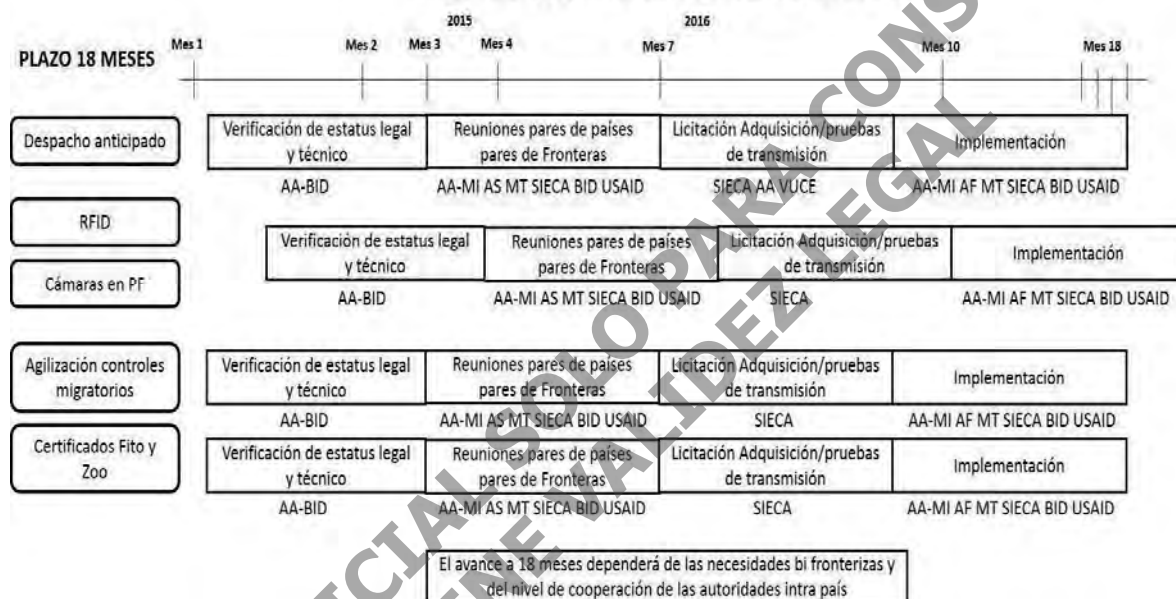 2015 2016
Mes 1 Mes 2 Mes 3 Mes 4 Mes 7 Mes 10 Mes 18
PLAZO 18 MESES
Despacho anticipado
Verificación de estatus legal
y técnico
Reuniones pares de países
pares de Fronteras
Licitación Adquisición/pruebas
de transmisión
Implementación
AA-BID AA-MI AS MT SIECA BID USAID SIECA AA VUCE AA-MI AF MT SIECA BID USAID
RFID
Cámaras en PF
Verificación de estatus legal
y técnico
Reuniones pares de países
pares de Fronteras
Licitación Adquisición/pruebas
de transmisión
Implementación
AA-BID AA-MI AS MT SIECA BID USAID SIECA AA-MI AF MT SIECA BID USAID
Agilización controles
migratorios
Verificación de estatus legal
y técnico
Reuniones pares de países
pares de Fronteras
Licitación Adquisición/pruebas
de transmisión
Implementación
AA-BID AA-MI AS MT SIECA BID USAID SIECA AA-MI AF MT SIECA BID USAID
Certificados Fito y
Zoo
Verificación de estatus legal
y técnico
Reuniones pares de países
pares de Fronteras
Licitación Adquisición/pruebas
de transmisión
Implementación
AA-BID AA-MI AS MT SIECA BID USAID SIECA AA-MI AF MT SIECA BID USAID
El avance a 18 meses dependerá de las necesidades bi fronterizas y
del nivel de cooperación de las autoridades intra país
SOLO PARA
VALIDEZ LEGAL